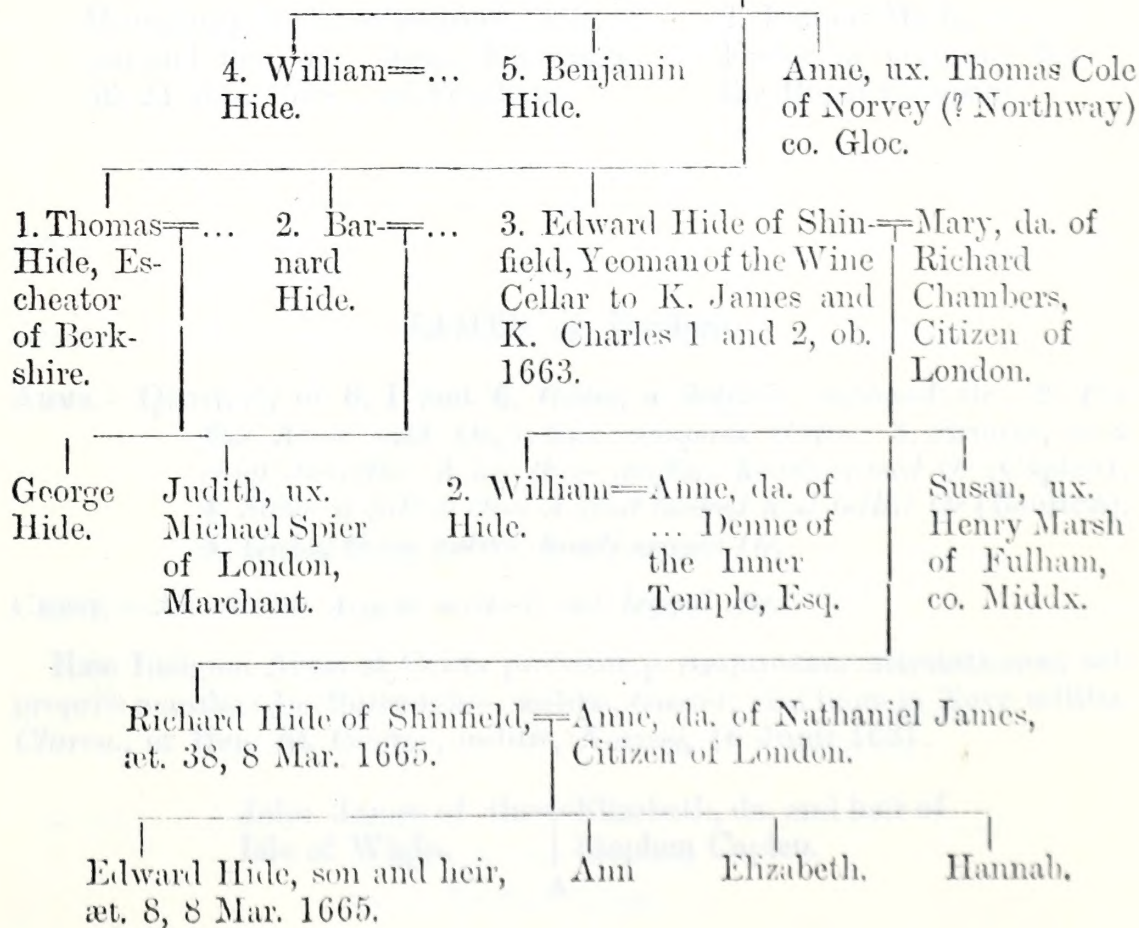 4. William=...
Hide.
5. Benjamin
Hide.
Anne, ux. Thomas Cole
of Norvey (? Northway)
co. Gloc.
1. Thomas=...
Hide, Es-
cheator
of Berk-
shire.
2. Bar-=...
nard
Hide.
3. Edward Hide of Shin-=Mary, da. of
field, Yeoman of the Wine
Cellar to K. James and
K. Charles 1 and 2, ob.
1663.
Richard
Chambers,
Citizen of
London.
George
Hide.
Judith, ux.
Michael Spier
of London,
Marchant.
2. William=Anne, da. of
Hide.
... Denne of
the Inner
Temple, Esq.
Susan, ux.
Henry Marsh
of Fulham,
co. Middx.
Richard Hide of Shinfield,=Anne, da. of Nathaniel James,
æt. 38, 8 Mar. 1665.
Citizen of London.
Edward Hide, son and heir,
æt. 8, 8 Mar. 1665.
Ann
Elizabeth.
Hannah.